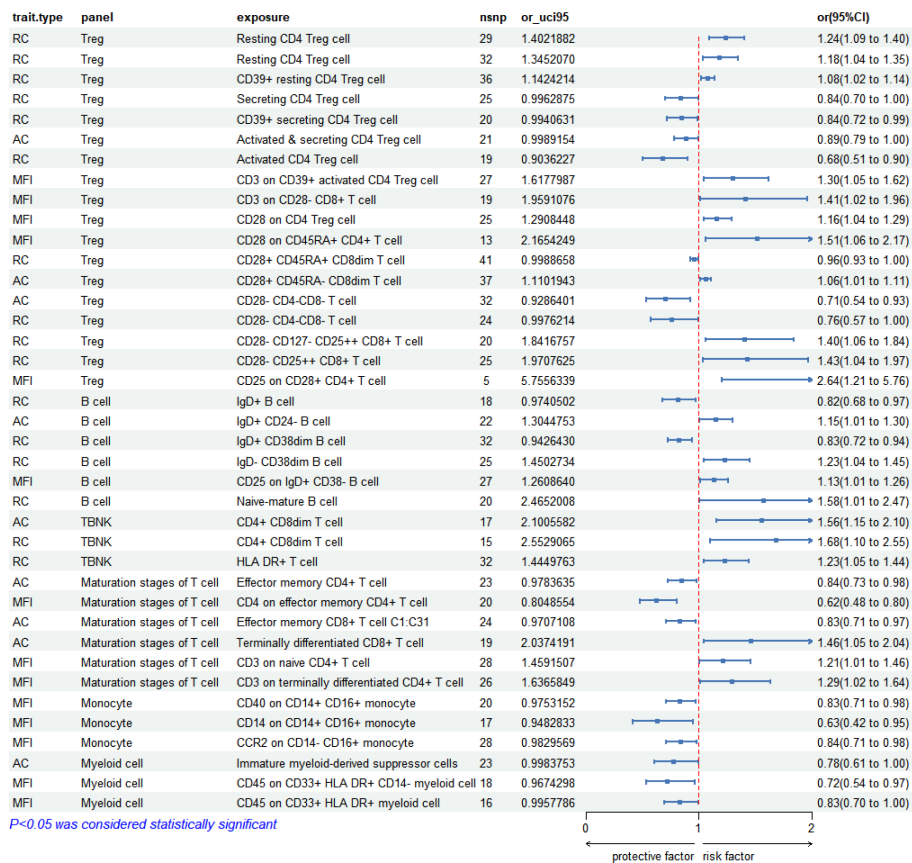 trait.type panel exposure nsnp or_uci95 or(95%CI)
RC Treg Resting CD4 Treg cell 29 1.4021882 1.24(1.09 to 1.40)
RC Treg Resting CD4 Treg cell 32 1.3452070 1.18(1.04 to 1.35)
RC Treg CD39+ resting CD4 Treg cell 36 1.1424214 1.08(1.02 to 1.14)
RC Treg Secreting CD4 Treg cell 25 0.9962875 0.84(0.70 to 1.00)
RC Treg CD39+ secreting CD4 Treg cell 20 0.9940631 0.84(0.72 to 0.99)
AC Treg Activated & secreting CD4 Treg cell 21 0.9989154 0.89(0.79 to 1.00)
RC Treg Activated CD4 Treg cell 19 0.9036227 0.68(0.51 to 0.90)
MFI Treg CD3 on CD39+ activated CD4 Treg cell 27 1.6177987 1.30(1.05 to 1.62)
MFI Treg CD3 on CD28- CD8+ T cell 19 1.9591076 1.41(1.02 to 1.96)
MFI Treg CD28 on CD4 Treg cell 25 1.2908448 1.16(1.04 to 1.29)
MFI Treg CD28 on CD45RA+ CD4+ T cell 13 2.1654249 1.51(1.06 to 2.17)
RC Treg CD28+ CD45RA+ CD8dim T cell 41 0.9988658 0.96(0.93 to 1.00)
AC Treg CD28+ CD45RA- CD8dim T cell 37 1.1101943 1.06(1.01 to 1.11)
AC Treg CD28- CD4-CD8- T cell 32 0.9286401 0.71(0.54 to 0.93)
RC Treg CD28- CD4-CD8- T cell 24 0.9976214 0.76(0.57 to 1.00)
RC Treg CD28- CD127- CD25++ CD8+ T cell 20 1.8416757 1.40(1.06 to 1.84)
RC Treg CD28- CD25++ CD8+ T cell 25 1.9707625 1.43(1.04 to 1.97)
MFI Treg CD25 on CD28+ CD4+ T cell 5 5.7556339 2.64(1.21 to 5.76)
RC B cell IgD+ B cell 18 0.9740502 0.82(0.68 to 0.97)
AC B cell IgD+ CD24- B cell 22 1.3044753 1.15(1.01 to 1.30)
RC B cell IgD+ CD38dim B cell 32 0.9426430 0.83(0.72 to 0.94)
RC B cell IgD- CD38dim B cell 25 1.4502734 1.23(1.04 to 1.45)
MFI B cell CD25 on IgD+ CD38- B cell 27 1.2608640 1.13(1.01 to 1.26)
RC B cell Naive-mature B cell 20 2.4652008 1.58(1.01 to 2.47)
AC TBNK CD4+ CD8dim T cell 17 2.1005582 1.56(1.15 to 2.10)
RC TBNK CD4+ CD8dim T cell 15 2.5529065 1.68(1.10 to 2.55)
RC TBNK HLA DR+ T cell 32 1.4449763 1.23(1.05 to 1.44)
AC Maturation stages of T cell Effector memory CD4+ T cell 23 0.9783635 0.84(0.73 to 0.98)
MFI Maturation stages of T cell CD4 on effector memory CD4+ T cell 20 0.8048554 0.62(0.48 to 0.80)
AC Maturation stages of T cell Effector memory CD8+ T cell C1:C31 24 0.9707108 0.83(0.71 to 0.97)
AC Maturation stages of T cell Terminally differentiated CD8+ T cell 19 2.0374191 1.46(1.05 to 2.04)
MFI Maturation stages of T cell CD3 on naive CD4+ T cell 28 1.4591507 1.21(1.01 to 1.46)
MFI Maturation stages of T cell CD3 on terminally differentiated CD4+ T cell 26 1.6365849 1.29(1.02 to 1.64)
MFI Monocyte CD40 on CD14+ CD16+ monocyte 20 0.9753152 0.83(0.71 to 0.98)
MFI Monocyte CD14 on CD14+ CD16+ monocyte 17 0.9482833 0.63(0.42 to 0.95)
MFI Monocyte CCR2 on CD14- CD16+ monocyte 28 0.9829569 0.84(0.71 to 0.98)
AC Myeloid cell Immature myeloid-derived suppressor cells 23 0.9983753 0.78(0.61 to 1.00)
MFI Myeloid cell CD45 on CD33+ HLA DR+ CD14- myeloid cell 18 0.9674298 0.72(0.54 to 0.97)
MFI Myeloid cell CD45 on CD33+ HLA DR+ myeloid cell 16 0.9957786 0.83(0.70 to 1.00)
P<0.05 was considered statistically significant
0 1 2
protective factor risk factor